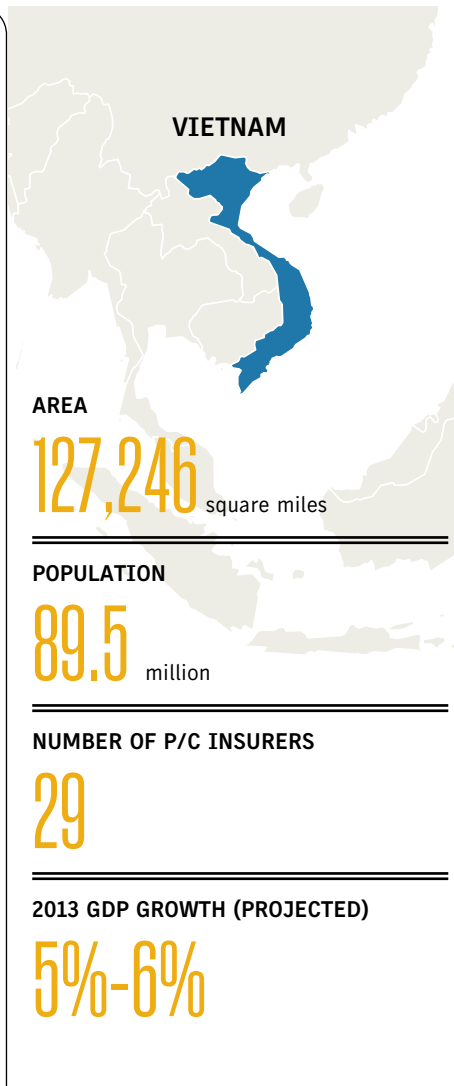 VIETNAM
AREA
127,246 square miles
POPULATION
89.5 million
NUMBER OF P/C INSURERS
29
2013 GDP GROWTH (PROJECTED)
5%-6%